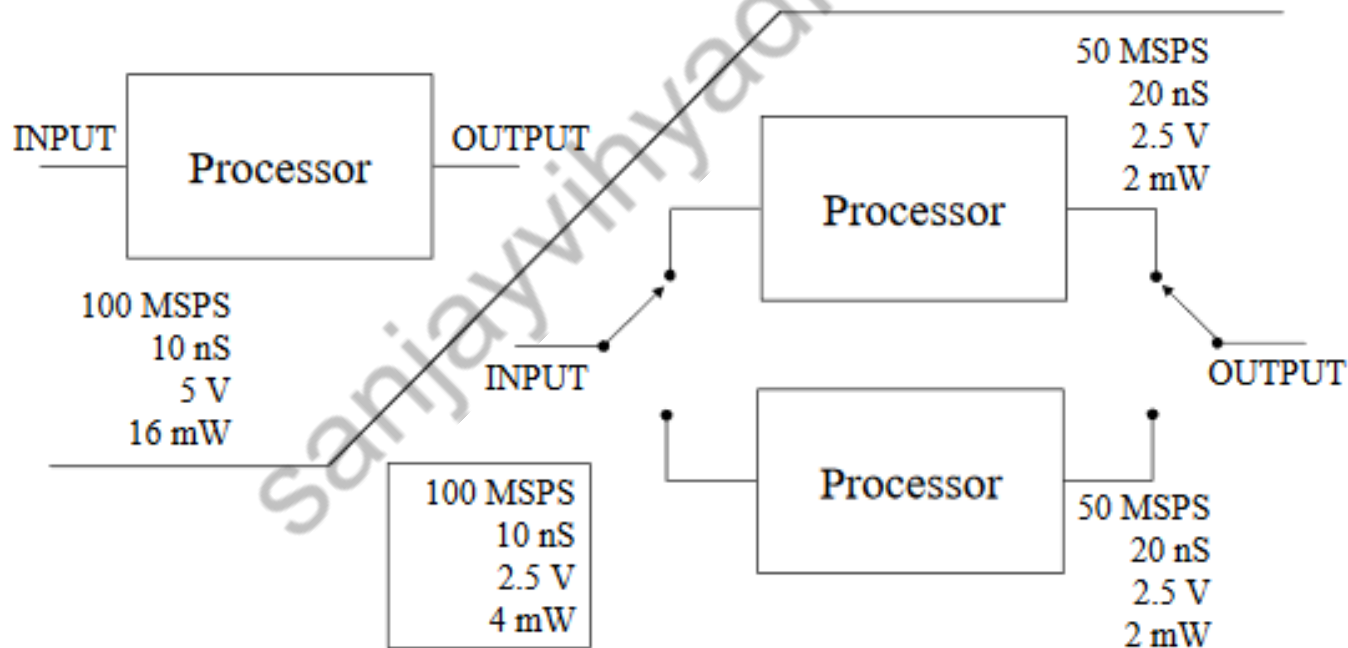 INPUT
Processor
OUTPUT
100 MSPS
10 nS
5 V
16 mW
50 MSPS
20 nS
2.5 V
2 mW
Processor
INPUT
OUTPUT
Processor
50 MSPS
20 nS
2.5 V
2 mW
100 MSPS
10 nS
2.5 V
4 mW